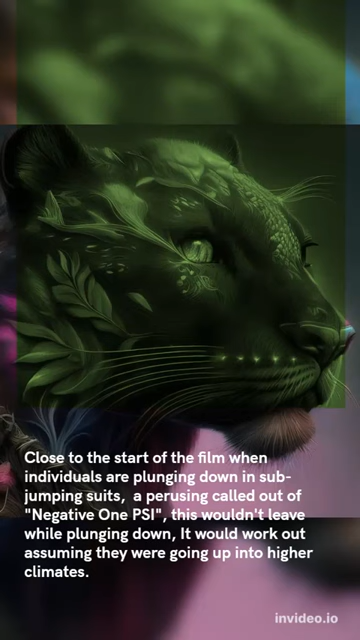 Close to the start of the film when
individuals are plunging down in sub-
jumping suits,  a perusing called out of
"Negative One PSI", this wouldn't leave
while plunging down, It would work out
assuming they were going up into higher
climates.
invideo.io